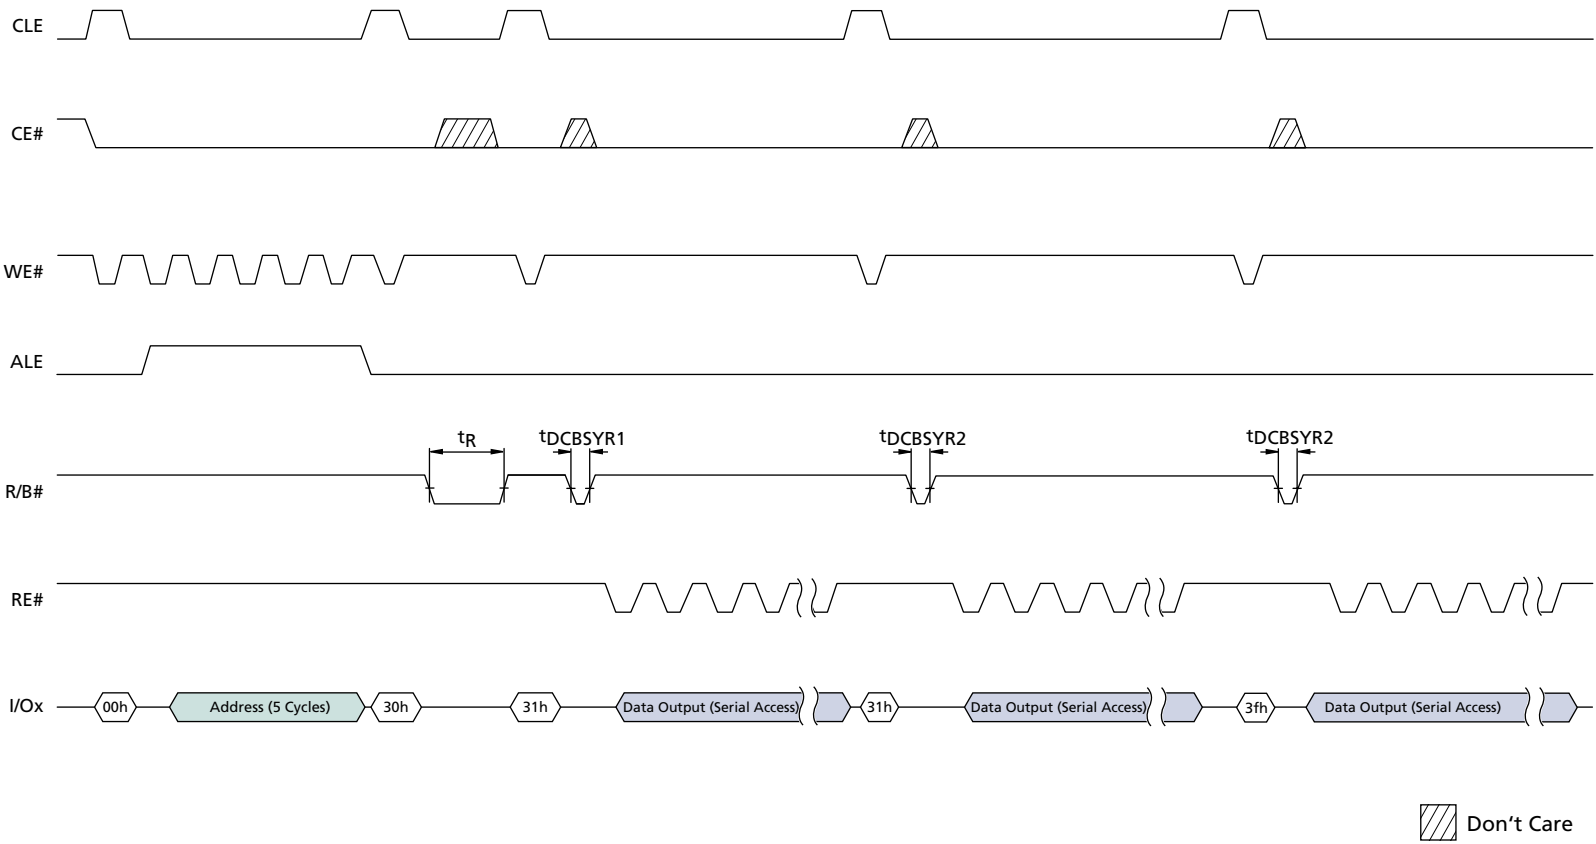 CLE
CE#
WE#
ALE
tR
tDCBSYR1
tDCBSYR2
tDCBSYR2
R/B#
RE#
I/Ox
00h
Address (5 Cycles)
30h
31h
Data Output (Serial Access)
31h
Data Output (Serial Access)
3fh
Data Output (Serial Access)
Don't Care